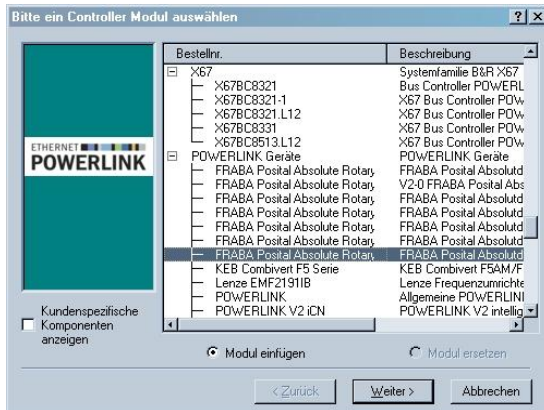 Bitte ein Controller Modul auswählen
Bestellnr. Beschreibung
X67 Systemfamilie B&R X67
X67BC8321 Bus Controller POWERL
X67BC8321-1 X67 Bus Controller POW
X67BC8321.L12 X67 Bus Controller POW
X67BC8331 X67 Bus Controller POW
X67BC8513.L12 X67 Bus Controller POW
POWERLINK Geräte POWERLINK Geräte
FRABA Posital Absolute Rotary FRABA Posital Absolutd
FRABA Posital Absolute Rotary V2-0 FRABA Posital Abs
FRABA Posital Absolute Rotary FRABA Posital Absolutd
FRABA Posital Absolute Rotary FRABA Posital Absolutd
FRABA Posital Absolute Rotary FRABA Posital Absolutd
FRABA Posital Absolute Rotary FRABA Posital Absolutd
FRABA Posital Absolute Rotary FRABA Posital Absolutd
KEB Combivert F5 Serie KEB Combivert F5AM/F
Lenze EMF2191IB Lenze Frequenzumrichte
POWERLINK Allgemeine POWERLINI
POWERLINK V2 iCN POWERLINK V2 intellig
ETHERNET
POWERLINK
Kundenspezifische
Komponenten
anzeigen
Modul einfügen Modul ersetzen
< Zurück Weiter > Abbrechen